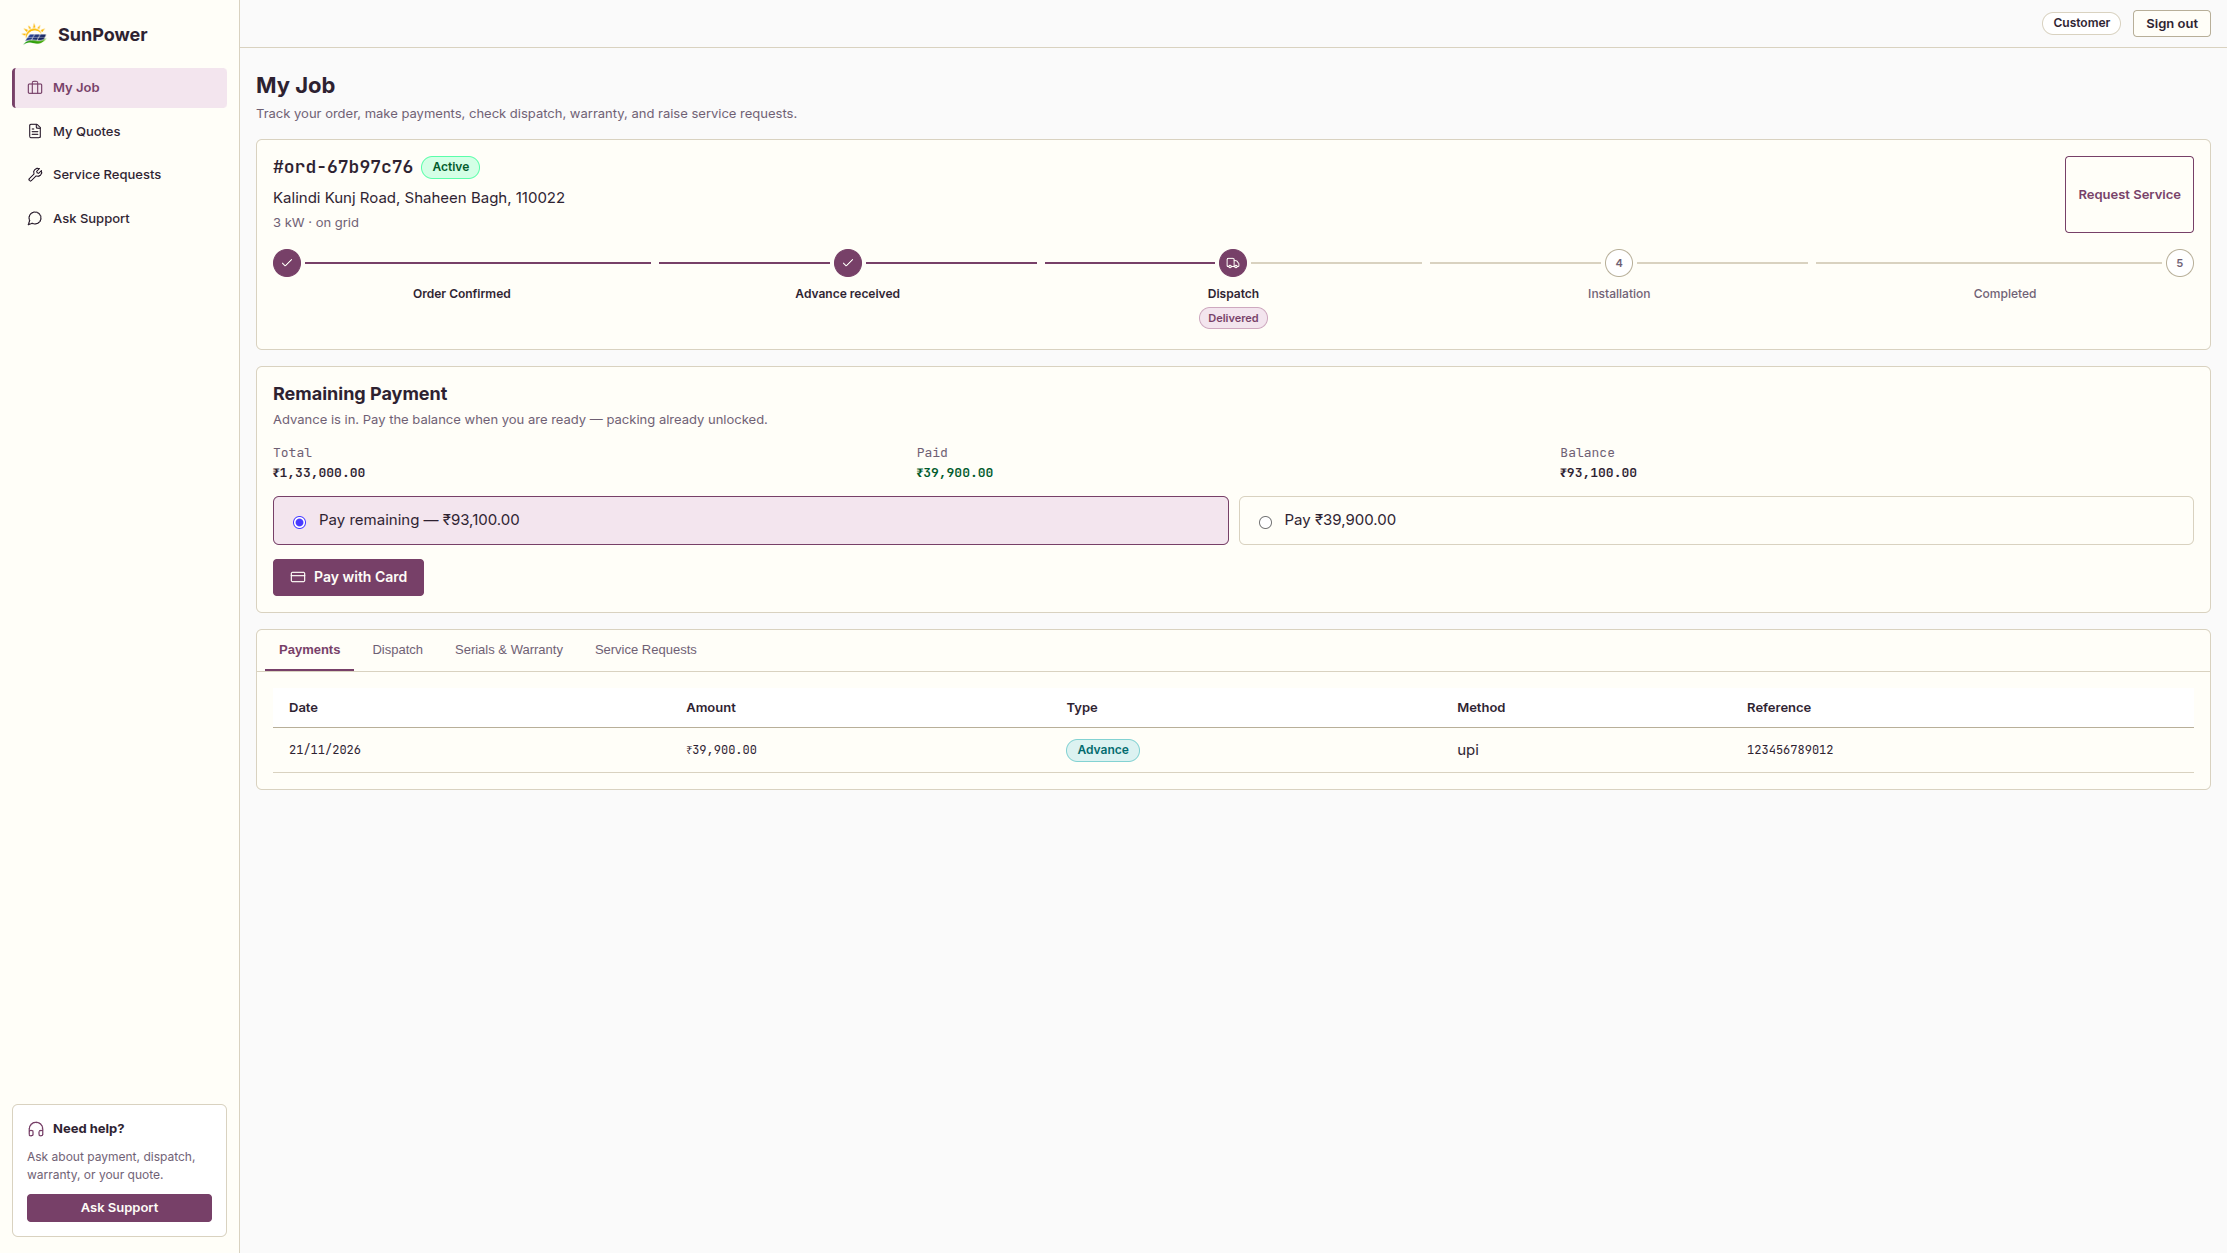 SunPower
Customer
Sign out
My Job
My Quotes
Service Requests
Ask Support
My Job
Track your order, make payments, check dispatch, warranty, and raise service requests.
#ord-67b97c76 Active
Kalindi Kunj Road, Shaheen Bagh, 110022
3 kW · on grid
Request Service
4
5
Order Confirmed
Advance received
Dispatch
Installation
Completed
Delivered
Remaining Payment
Advance is in. Pay the balance when you are ready — packing already unlocked.
Total
Paid
Balance
₹1,33,000.00
₹39,900.00
₹93,100.00
Pay remaining — ₹93,100.00
Pay ₹39,900.00
Pay with Card
Payments
Dispatch
Serials & Warranty
Service Requests
Date
Amount
Type
Method
Reference
21/11/2026
₹39,900.00
Advance
upi
123456789012
Need help?
Ask about payment, dispatch,
warranty, or your quote.
Ask Support